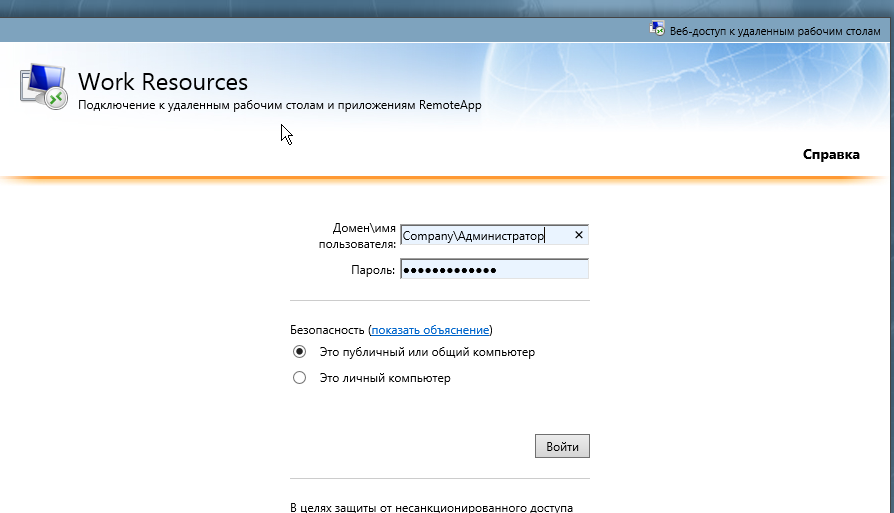 Веб-доступ к удаленным рабочим столам
Work Resources
Подключение к удаленным рабочим столам и приложениям RemoteApp
Справка
Домен\имя
пользователя:
Company\Администратор
Пароль:
Безопасность (показать объяснение)
Это публичный или общий компьютер
Это личный компьютер
Войти
В целях защиты от несанкционированного доступа